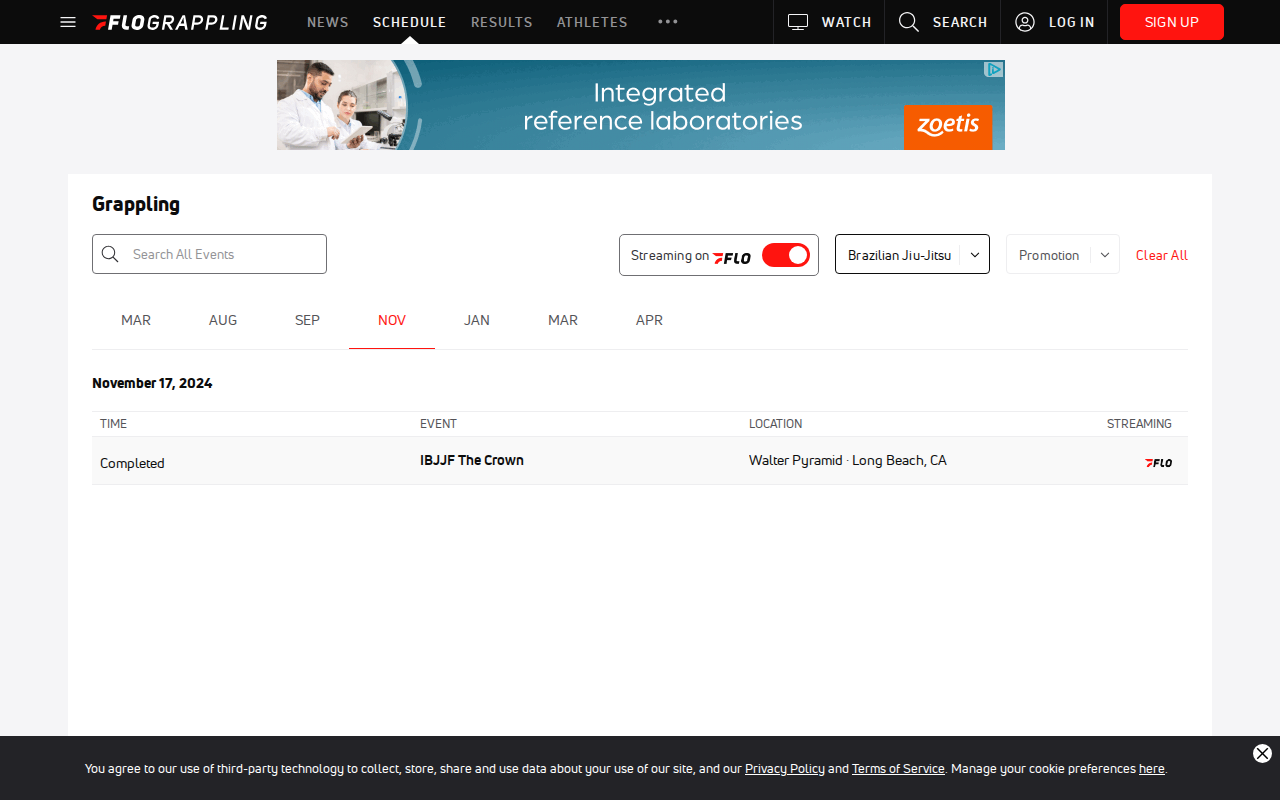 FLOGRAPPLING NEWS SCHEDULE RESULTS ATHLETES WATCH SEARCH LOG IN SIGN UP
Integrated
reference laboratories
zoetis
Grappling
Search All Events
Streaming on FLO
Brazilian Jiu-Jitsu
Promotion
Clear All
MAR AUG SEP NOV JAN MAR APR
November 17, 2024
TIME EVENT LOCATION STREAMING
Completed IBJJF The Crown Walter Pyramid · Long Beach, CA FLO
You agree to our use of third-party technology to collect, store, share and use data about your use of our site, and our Privacy Policy and Terms of Service. Manage your cookie preferences here.